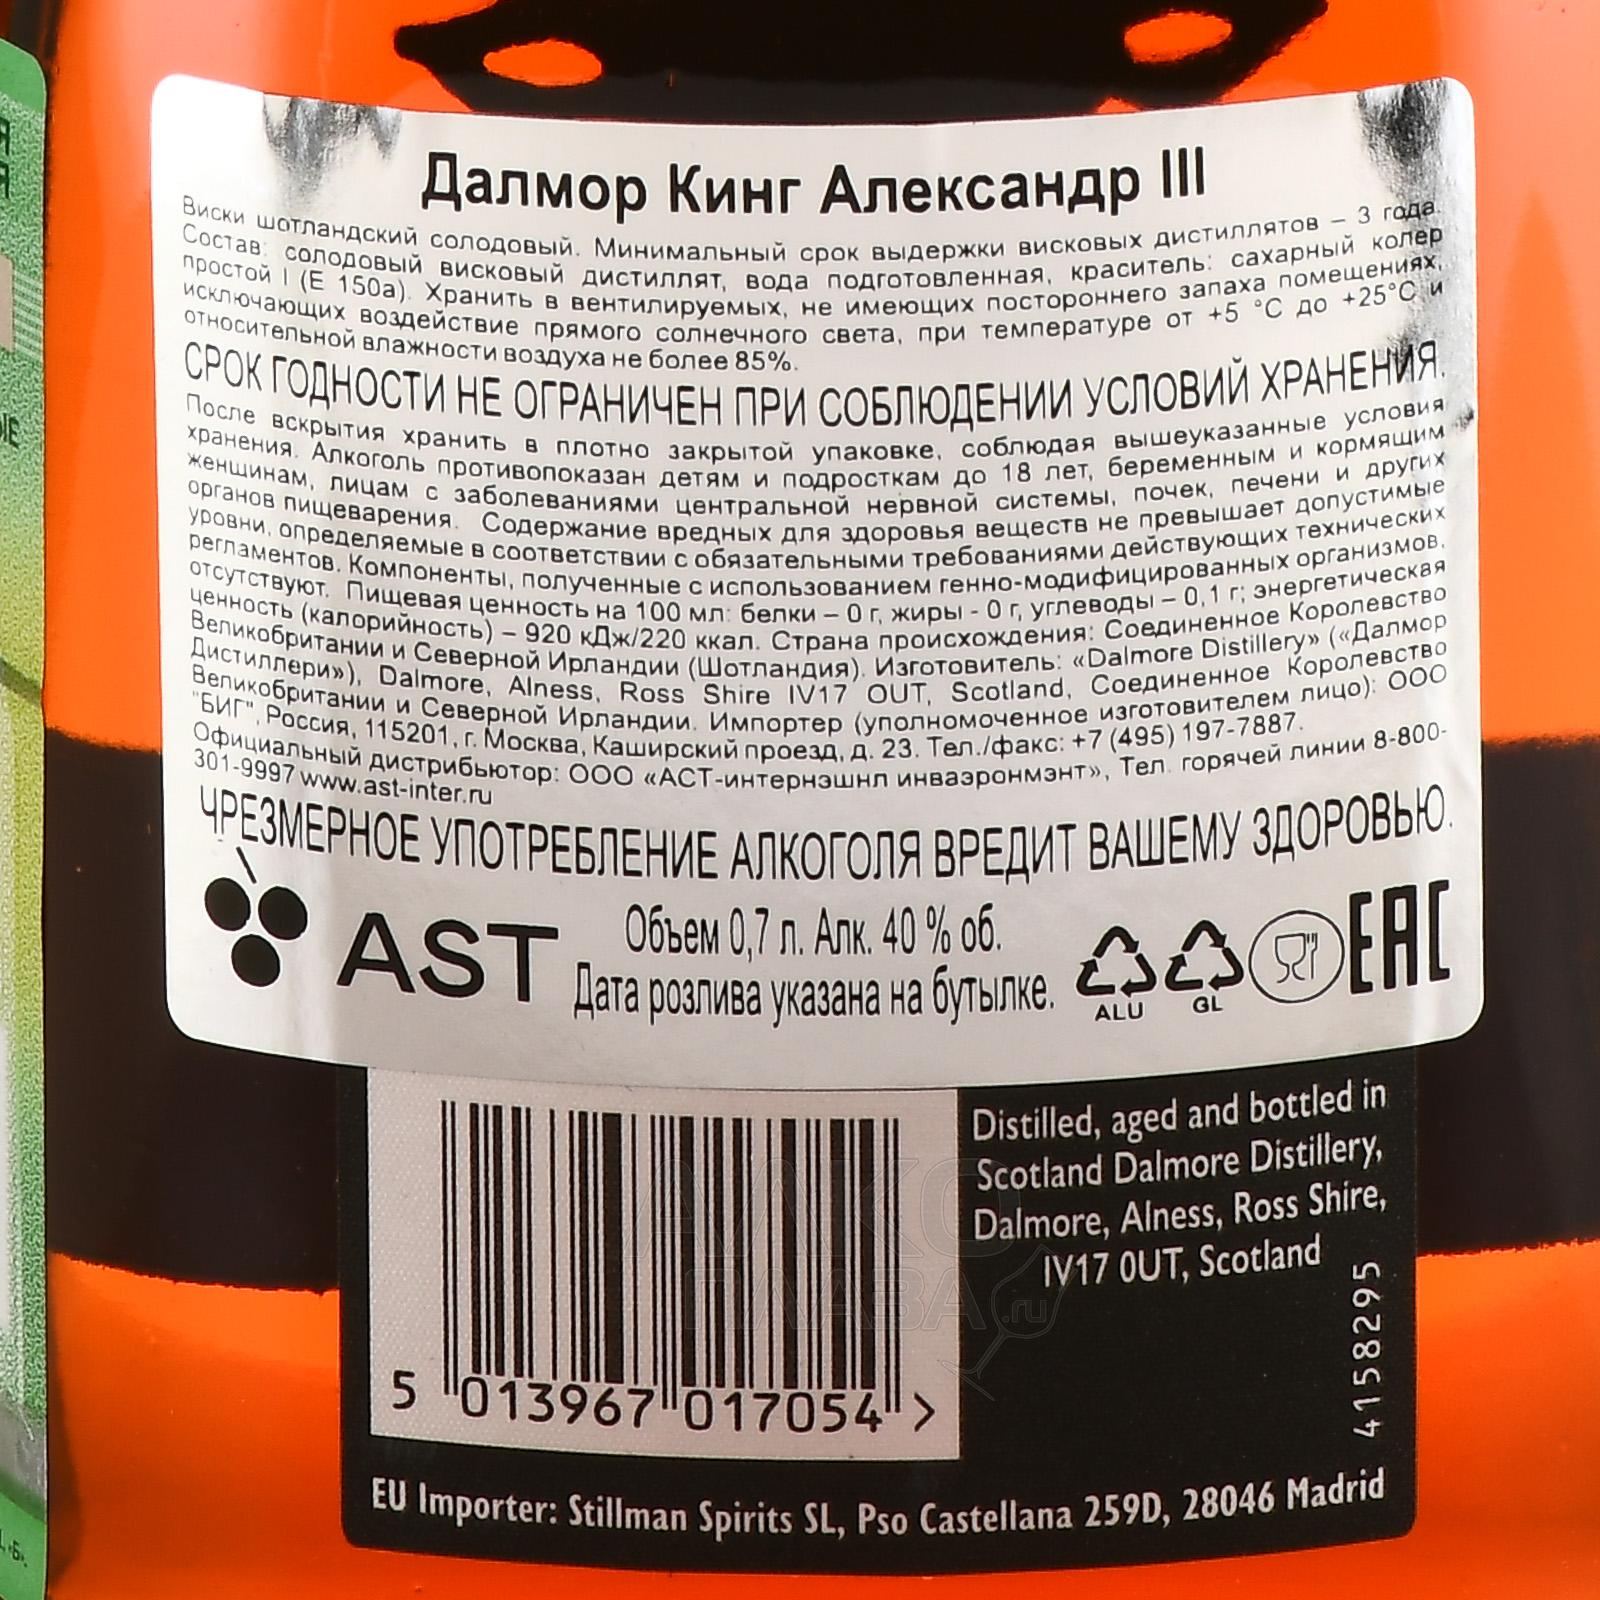 Далмор Кинг Александр III
Виски шотландский солодовый. Минимальный срок выдержки висковых дистиллятов – 3 года.
Состав: солодовый висковый дистиллят, вода подготовленная, краситель: сахарный колер
простой I (Е 150а). Хранить в вентилируемых, не имеющих постороннего запаха помещениях,
исключающих воздействие прямого солнечного света, при температуре от +5 °С до +25°С и
относительной влажности воздуха не более 85%.
СРОК ГОДНОСТИ НЕ ОГРАНИЧЕН ПРИ СОБЛЮДЕНИИ УСЛОВИЙ ХРАНЕНИЯ.
После вскрытия хранить в плотно закрытой упаковке, соблюдая вышеуказанные условия
хранения. Алкоголь противопоказан детям и подросткам до 18 лет, беременным и кормящим
женщинам, лицам с заболеваниями центральной нервной системы, почек, печени и других
органов пищеварения. Содержание вредных для здоровья веществ не превышает допустимые
уровни, определяемые в соответствии с обязательными требованиями действующих технических
регламентов. Компоненты, полученные с использованием генно-модифицированных организмов,
отсутствуют. Пищевая ценность на 100 мл: белки – 0 г, жиры - 0 г, углеводы – 0,1 г; энергетическая
ценность (калорийность) – 920 кДж/220 ккал. Страна происхождения: Соединенное Королевство
Великобритании и Северной Ирландии (Шотландия). Изготовитель: «Dalmore Distillery» («Далмор
Дистиллери»), Dalmore, Alness, Ross Shire IV17 OUT, Scotland, Соединенное Королевство
Великобритании и Северной Ирландии. Импортер (уполномоченное изготовителем лицо): ООО
"БИГ", Россия, 115201, г. Москва, Каширский проезд, д. 23. Тел./факс: +7 (495) 197-7887.
Официальный дистрибьютор: ООО «АСТ-интернэшнл инваэронмэнт», Тел. горячей линии 8-800-
301-9997 www.ast-inter.ru
ЧРЕЗМЕРНОЕ УПОТРЕБЛЕНИЕ АЛКОГОЛЯ ВРЕДИТ ВАШЕМУ ЗДОРОВЬЮ.
AST
Объем 0,7 л. Алк. 40 % об.
Дата розлива указана на бутылке.
ALU
GL
EAC
Distilled, aged and bottled in
Scotland Dalmore Distillery,
Dalmore, Alness, Ross Shire,
IV17 0UT, Scotland
4158295
5 013967 017054 >
EU Importer: Stillman Spirits SL, Pso Castellana 259D, 28046 Madrid
АЛКО
ПЛАЗА.ru